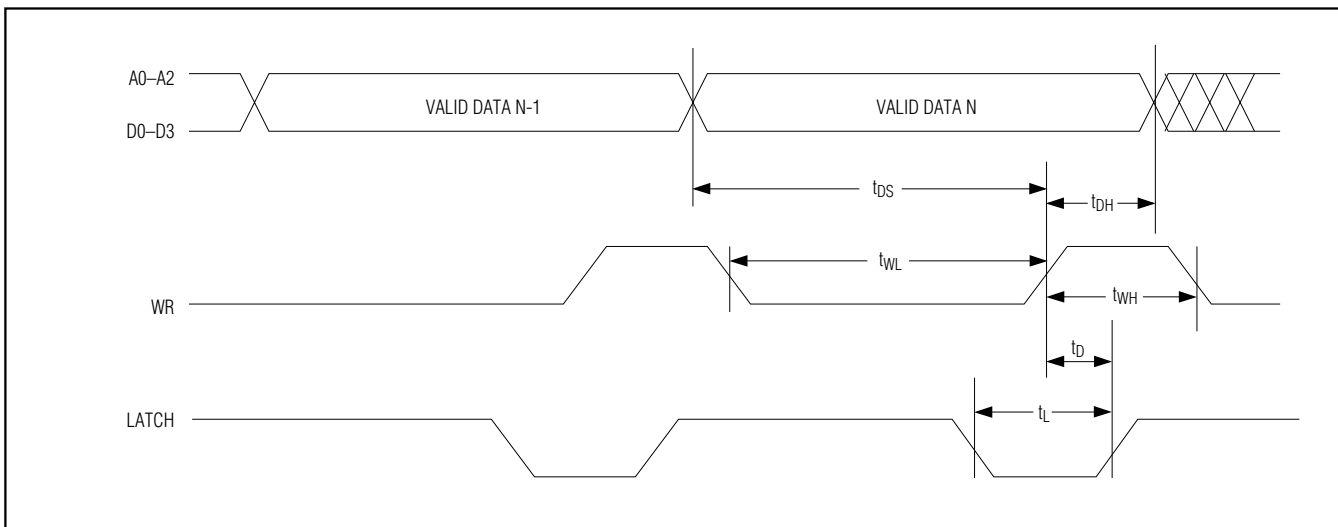 A0–A2
VALID DATA N-1
VALID DATA N
D0–D3
tDS
tDH
tWL
WR
tWH
tD
LATCH
tL